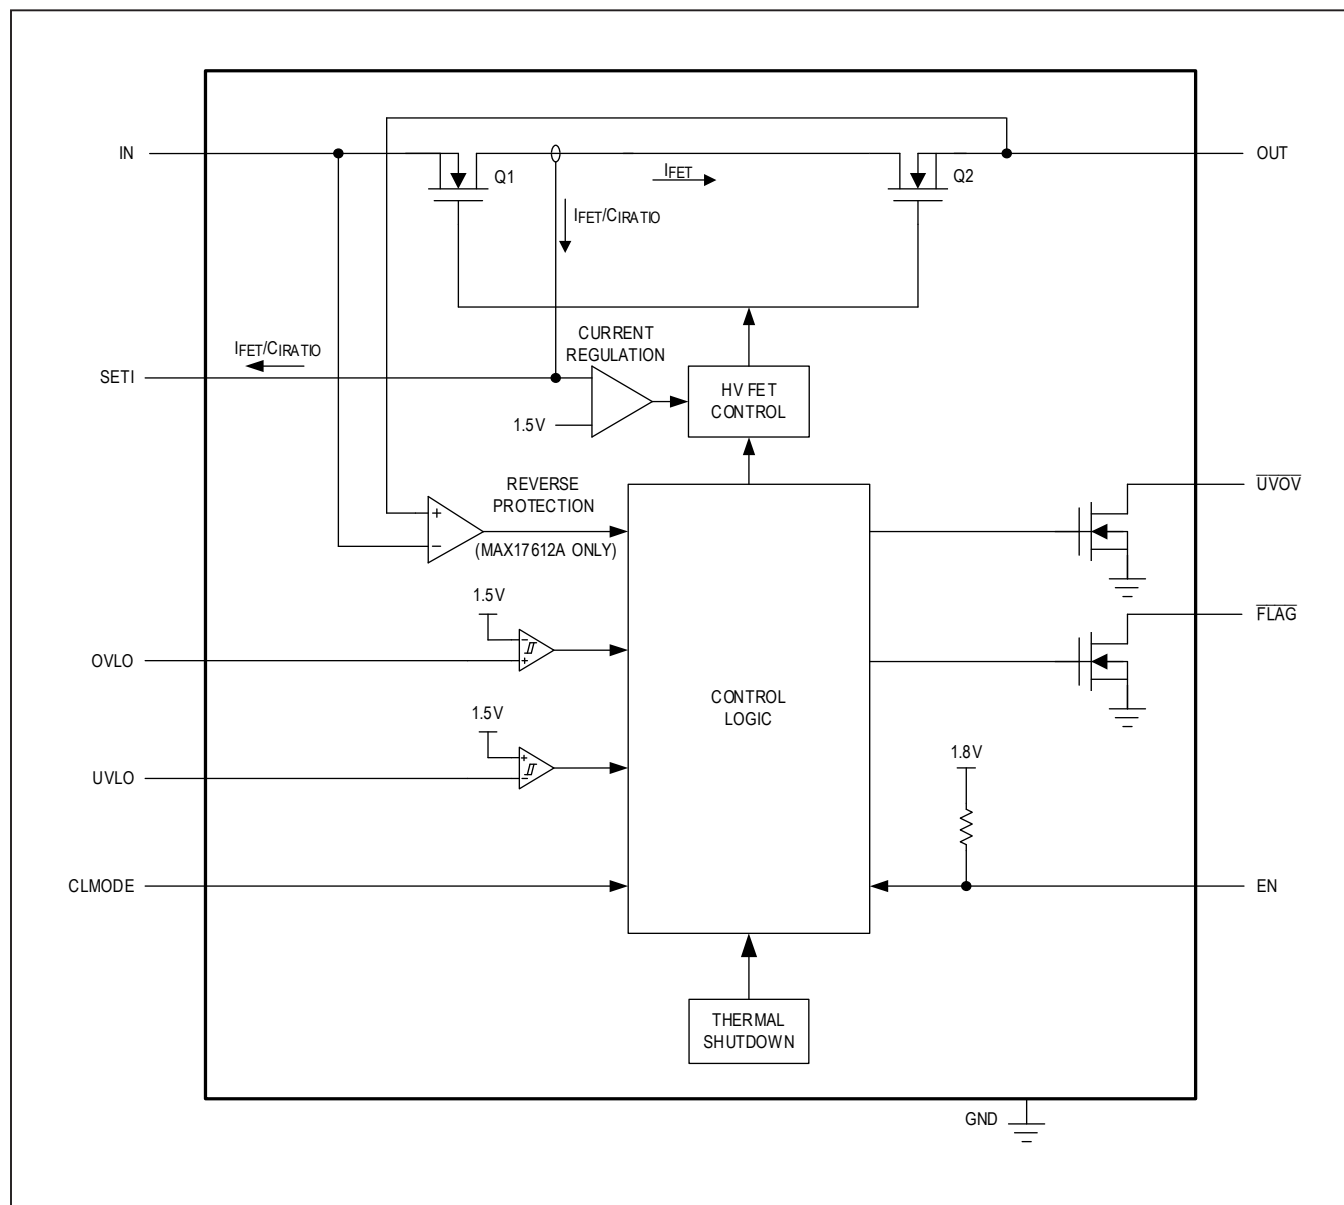 IN
OUT
Q1
IFET
Q2
IFET/CIRATIO
CURRENT
REGULATION
IFET/CIRATIO
SETI
HV FET
CONTROL
1.5V
REVERSE
PROTECTION
(MAX17612A ONLY)
+
−
UVOV
1.5V
FLAG
−
+
OVLO
CONTROL
LOGIC
1.5V
1.8V
+
−
UVLO
CLMODE
EN
THERMAL
SHUTDOWN
GND